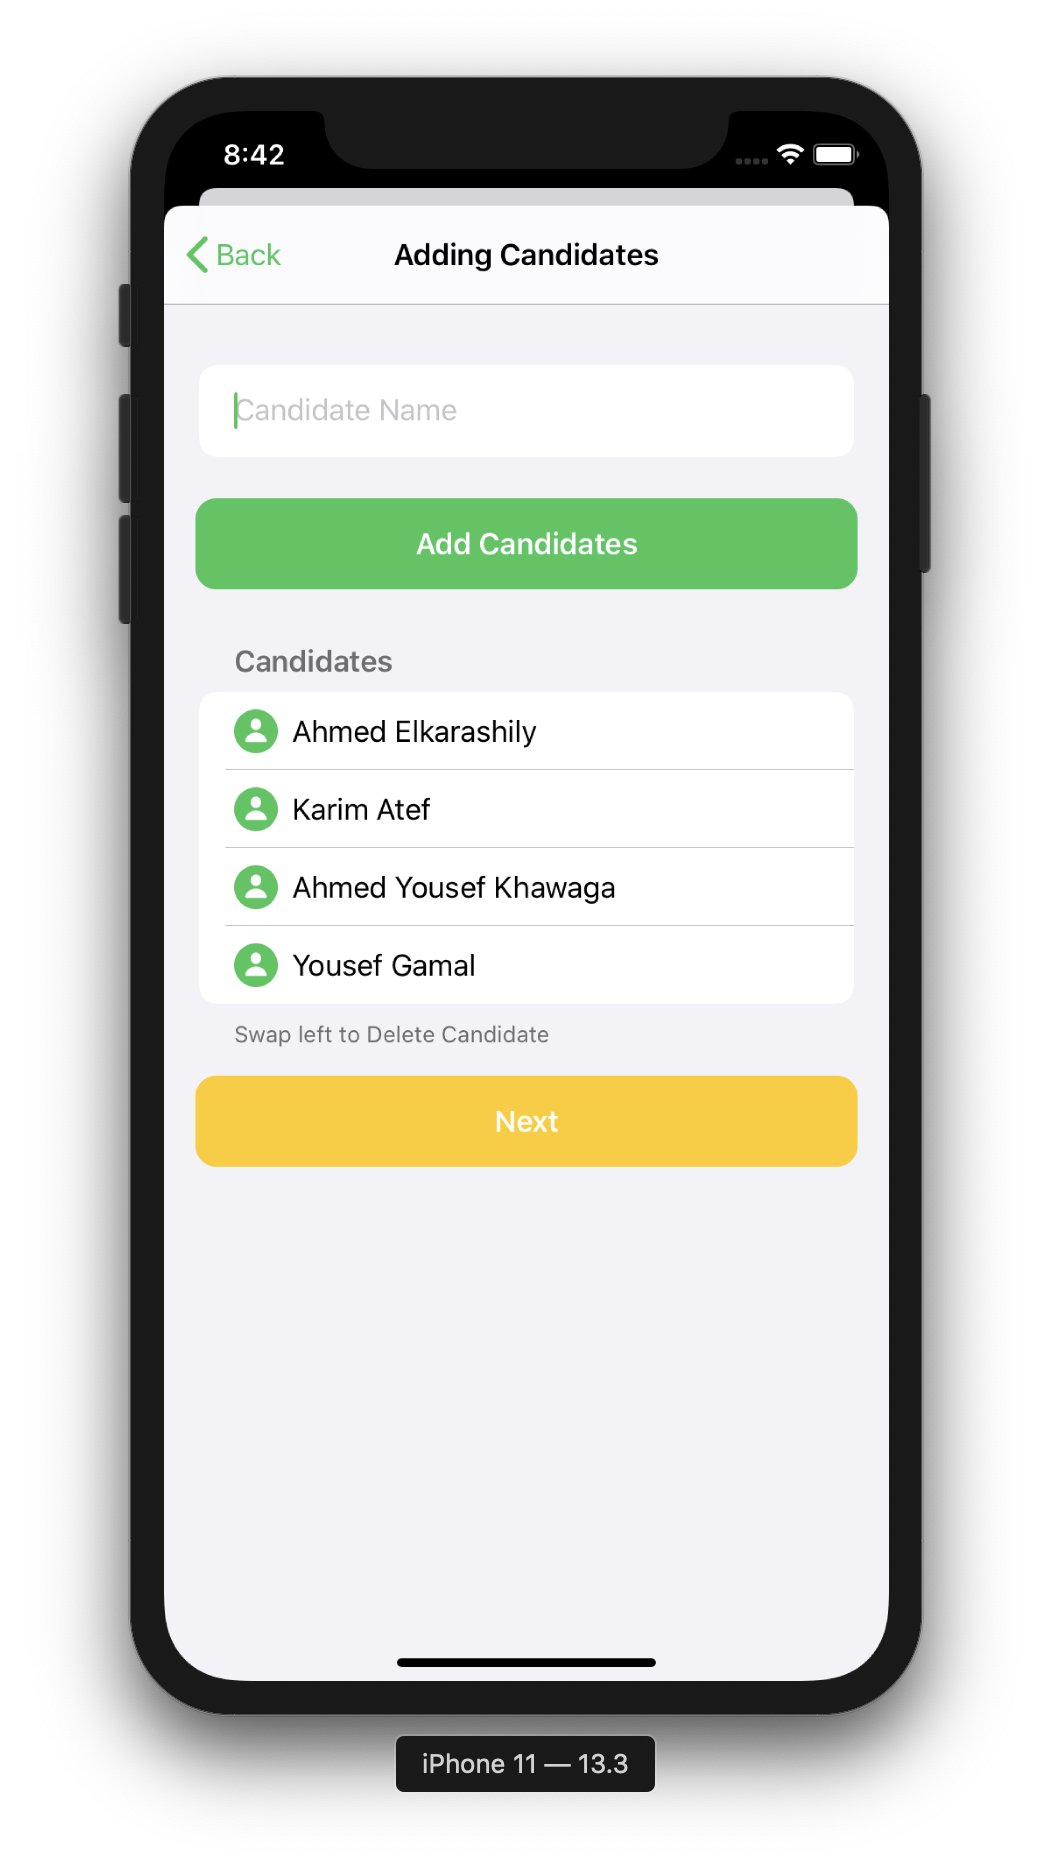 8:42
Back
Adding Candidates
Candidate Name
Add Candidates
Candidates
Ahmed Elkarashily
Karim Atef
Ahmed Yousef Khawaga
Yousef Gamal
Swap left to Delete Candidate
Next
iPhone 11 — 13.3